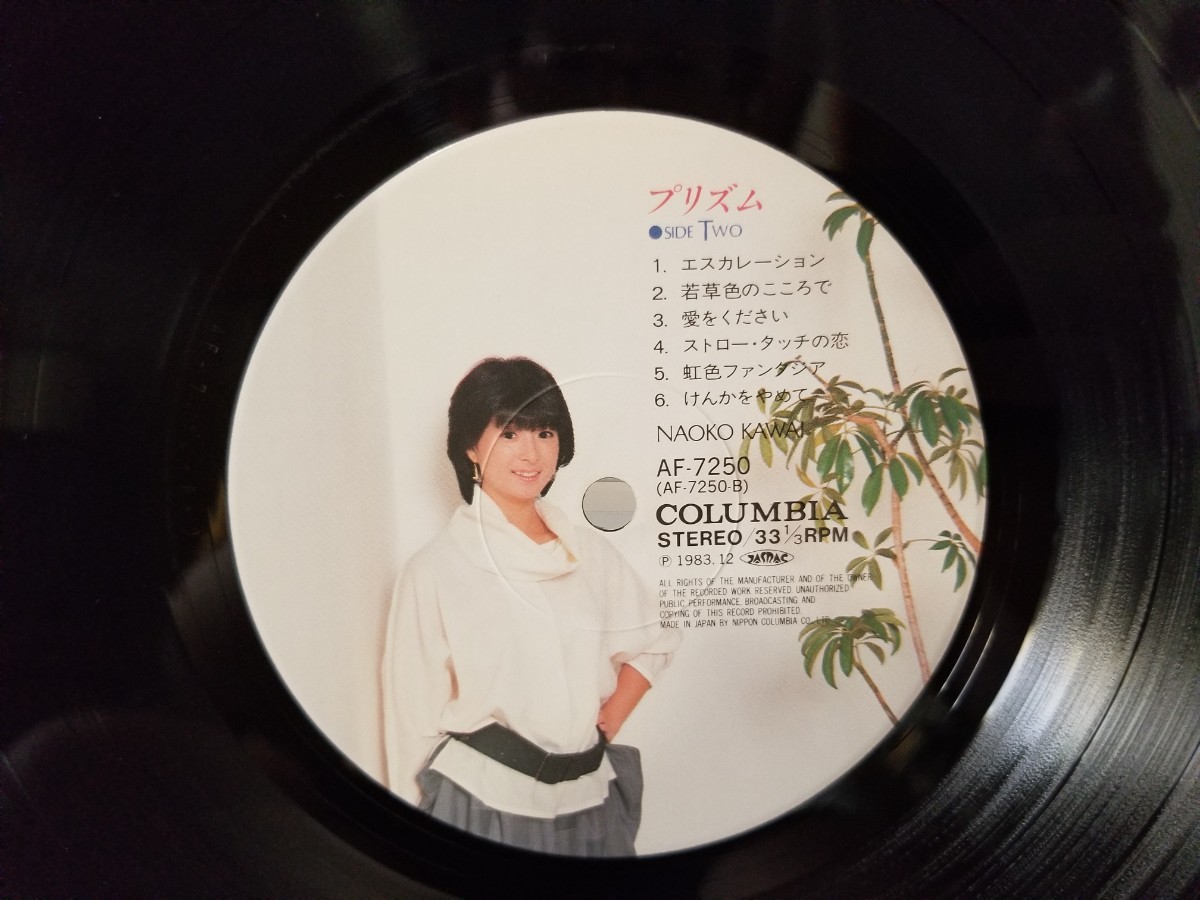 プリズム
●SIDE TWO
1. エスカレーション
2. 若草色のこころで
3. 愛をください
4. ストロー・タッチの恋
5. 虹色ファンタジア
6. けんかをやめて
NAOKO KAWAI
AF-7250
(AF-7250-B)
COLUMBIA
STEREO/33 1/3 RPM
Ⓟ 1983.12 JASRAC
ALL RIGHTS OF THE MANUFACTURER AND OF THE OWNER
OF THE RECORDED WORK RESERVED. UNAUTHORIZED
PUBLIC PERFORMANCE. BROADCASTING AND
COPYING OF THIS RECORD PROHIBITED.
MADE IN JAPAN BY NIPPON COLUMBIA CO., LTD.